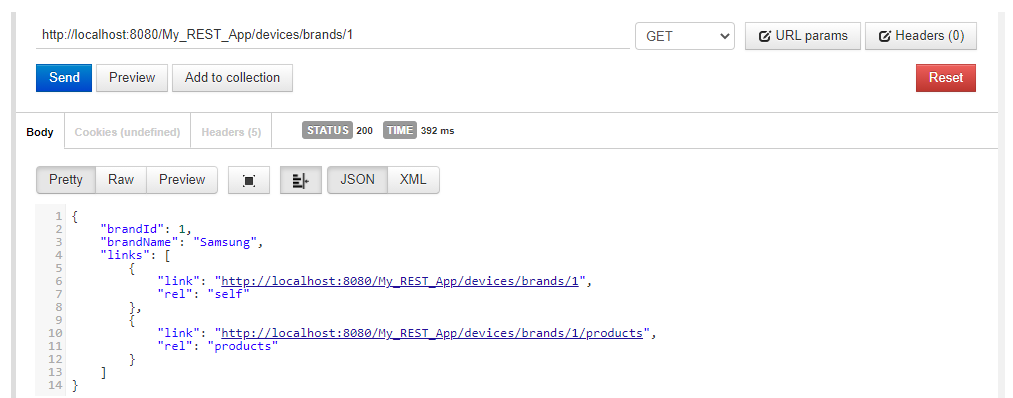 http://localhost:8080/My_REST_App/devices/brands/1 GET URL params Headers (0)
Send Preview Add to collection Reset
Body Cookies (undefined) Headers (5) STATUS 200 TIME 392 ms
Pretty Raw Preview JSON XML
1 {
2 "brandId": 1,
3 "brandName": "Samsung",
4 "links": [
5 {
6 "link": "http://localhost:8080/My_REST_App/devices/brands/1",
7 "rel": "self"
8 },
9 {
10 "link": "http://localhost:8080/My_REST_App/devices/brands/1/products",
11 "rel": "products"
12 }
13 ]
14 }